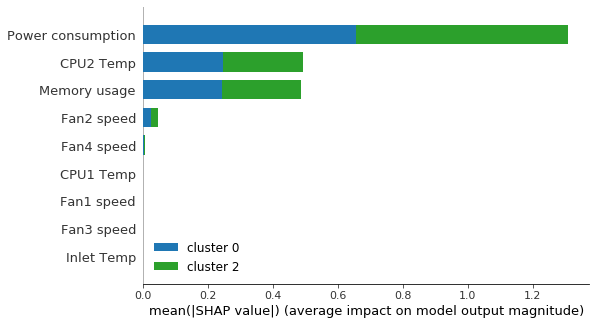 Power consumption
CPU2 Temp
Memory usage
Fan2 speed
Fan4 speed
CPU1 Temp
Fan1 speed
Fan3 speed
Inlet Temp
cluster 0
cluster 2
0.0 0.2 0.4 0.6 0.8 1.0 1.2
mean(|SHAP value|) (average impact on model output magnitude)